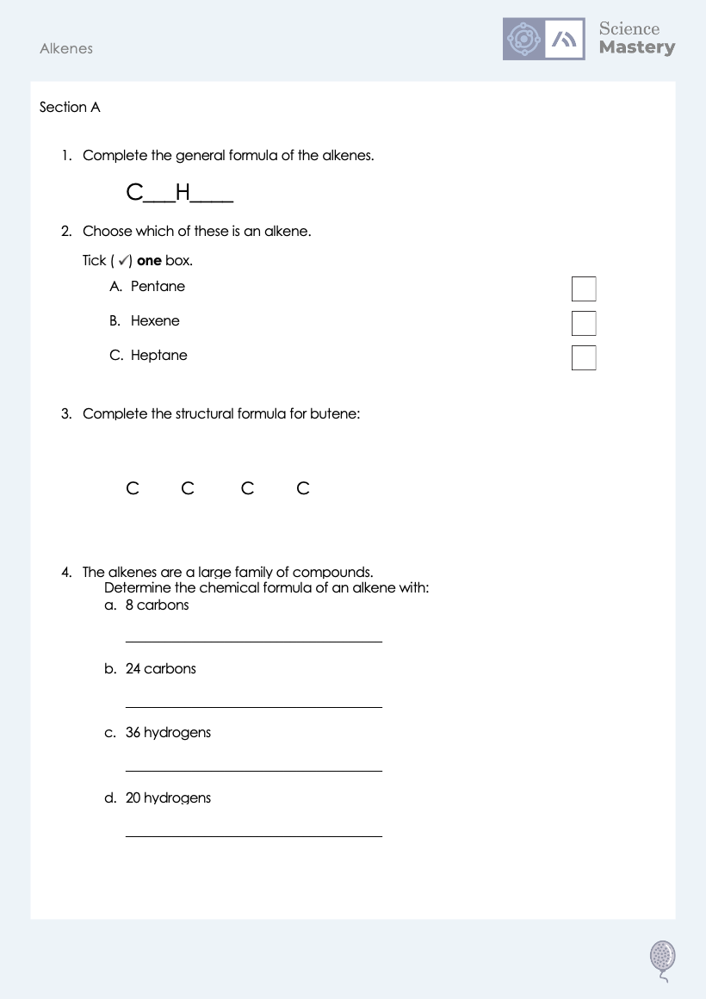 Alkenes
Science
Mastery
Section A
1. Complete the general formula of the alkenes.
C___H____
2. Choose which of these is an alkene.
Tick ( ✓) one box.
A. Pentane
B. Hexene
C. Heptane
3. Complete the structural formula for butene:
C C C C
4. The alkenes are a large family of compounds.
Determine the chemical formula of an alkene with:
a. 8 carbons
b. 24 carbons
c. 36 hydrogens
d. 20 hydrogens